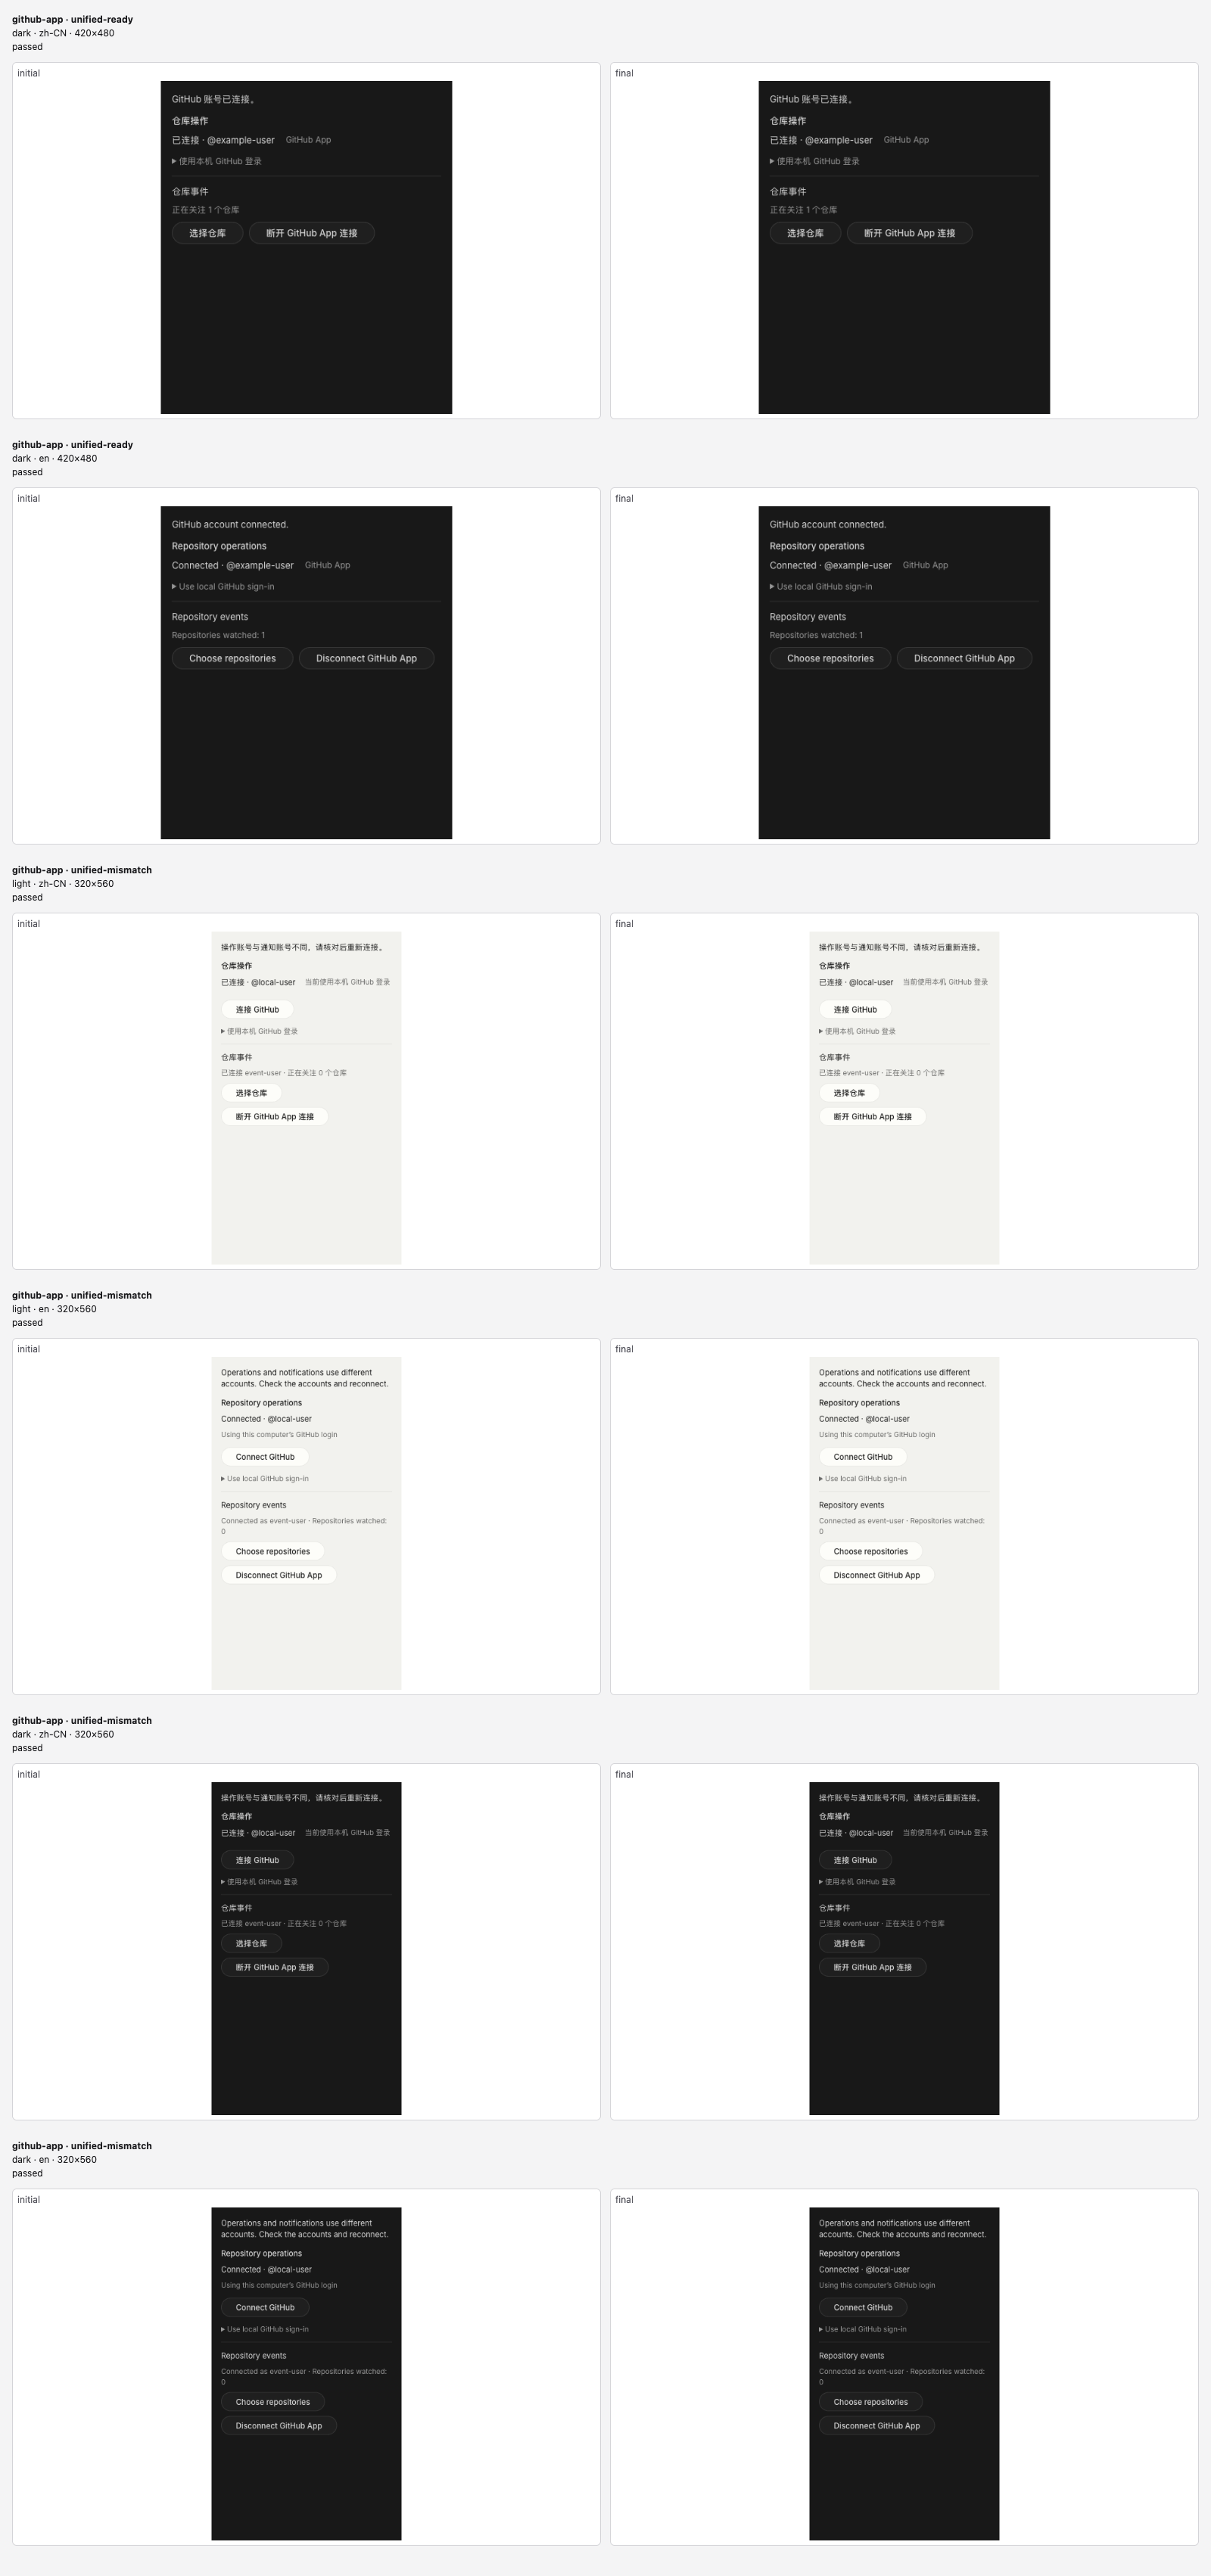 github-app · unified-ready
dark · zh-CN · 420×480
passed
initial
GitHub 账号已连接。
仓库操作
已连接 · @example-user GitHub App
▸ 使用本机 GitHub 登录
仓库事件
正在关注 1 个仓库
选择仓库 断开 GitHub App 连接
final
GitHub 账号已连接。
仓库操作
已连接 · @example-user GitHub App
▸ 使用本机 GitHub 登录
仓库事件
正在关注 1 个仓库
选择仓库 断开 GitHub App 连接
github-app · unified-ready
dark · en · 420×480
passed
initial
GitHub account connected.
Repository operations
Connected · @example-user GitHub App
▸ Use local GitHub sign-in
Repository events
Repositories watched: 1
Choose repositories Disconnect GitHub App
final
GitHub account connected.
Repository operations
Connected · @example-user GitHub App
▸ Use local GitHub sign-in
Repository events
Repositories watched: 1
Choose repositories Disconnect GitHub App
github-app · unified-mismatch
light · zh-CN · 320×560
passed
initial
操作账号与通知账号不同，请核对后重新连接。
仓库操作
已连接 · @local-user 当前使用本机 GitHub 登录
连接 GitHub
▸ 使用本机 GitHub 登录
仓库事件
已连接 event-user · 正在关注 0 个仓库
选择仓库
断开 GitHub App 连接
final
操作账号与通知账号不同，请核对后重新连接。
仓库操作
已连接 · @local-user 当前使用本机 GitHub 登录
连接 GitHub
▸ 使用本机 GitHub 登录
仓库事件
已连接 event-user · 正在关注 0 个仓库
选择仓库
断开 GitHub App 连接
github-app · unified-mismatch
light · en · 320×560
passed
initial
Operations and notifications use different
accounts. Check the accounts and reconnect.
Repository operations
Connected · @local-user
Using this computer's GitHub login
Connect GitHub
▸ Use local GitHub sign-in
Repository events
Connected as event-user · Repositories watched:
0
Choose repositories
Disconnect GitHub App
final
Operations and notifications use different
accounts. Check the accounts and reconnect.
Repository operations
Connected · @local-user
Using this computer's GitHub login
Connect GitHub
▸ Use local GitHub sign-in
Repository events
Connected as event-user · Repositories watched:
0
Choose repositories
Disconnect GitHub App
github-app · unified-mismatch
dark · zh-CN · 320×560
passed
initial
操作账号与通知账号不同，请核对后重新连接。
仓库操作
已连接 · @local-user 当前使用本机 GitHub 登录
连接 GitHub
▸ 使用本机 GitHub 登录
仓库事件
已连接 event-user · 正在关注 0 个仓库
选择仓库
断开 GitHub App 连接
final
操作账号与通知账号不同，请核对后重新连接。
仓库操作
已连接 · @local-user 当前使用本机 GitHub 登录
连接 GitHub
▸ 使用本机 GitHub 登录
仓库事件
已连接 event-user · 正在关注 0 个仓库
选择仓库
断开 GitHub App 连接
github-app · unified-mismatch
dark · en · 320×560
passed
initial
Operations and notifications use different
accounts. Check the accounts and reconnect.
Repository operations
Connected · @local-user
Using this computer's GitHub login
Connect GitHub
▸ Use local GitHub sign-in
Repository events
Connected as event-user · Repositories watched:
0
Choose repositories
Disconnect GitHub App
final
Operations and notifications use different
accounts. Check the accounts and reconnect.
Repository operations
Connected · @local-user
Using this computer's GitHub login
Connect GitHub
▸ Use local GitHub sign-in
Repository events
Connected as event-user · Repositories watched:
0
Choose repositories
Disconnect GitHub App